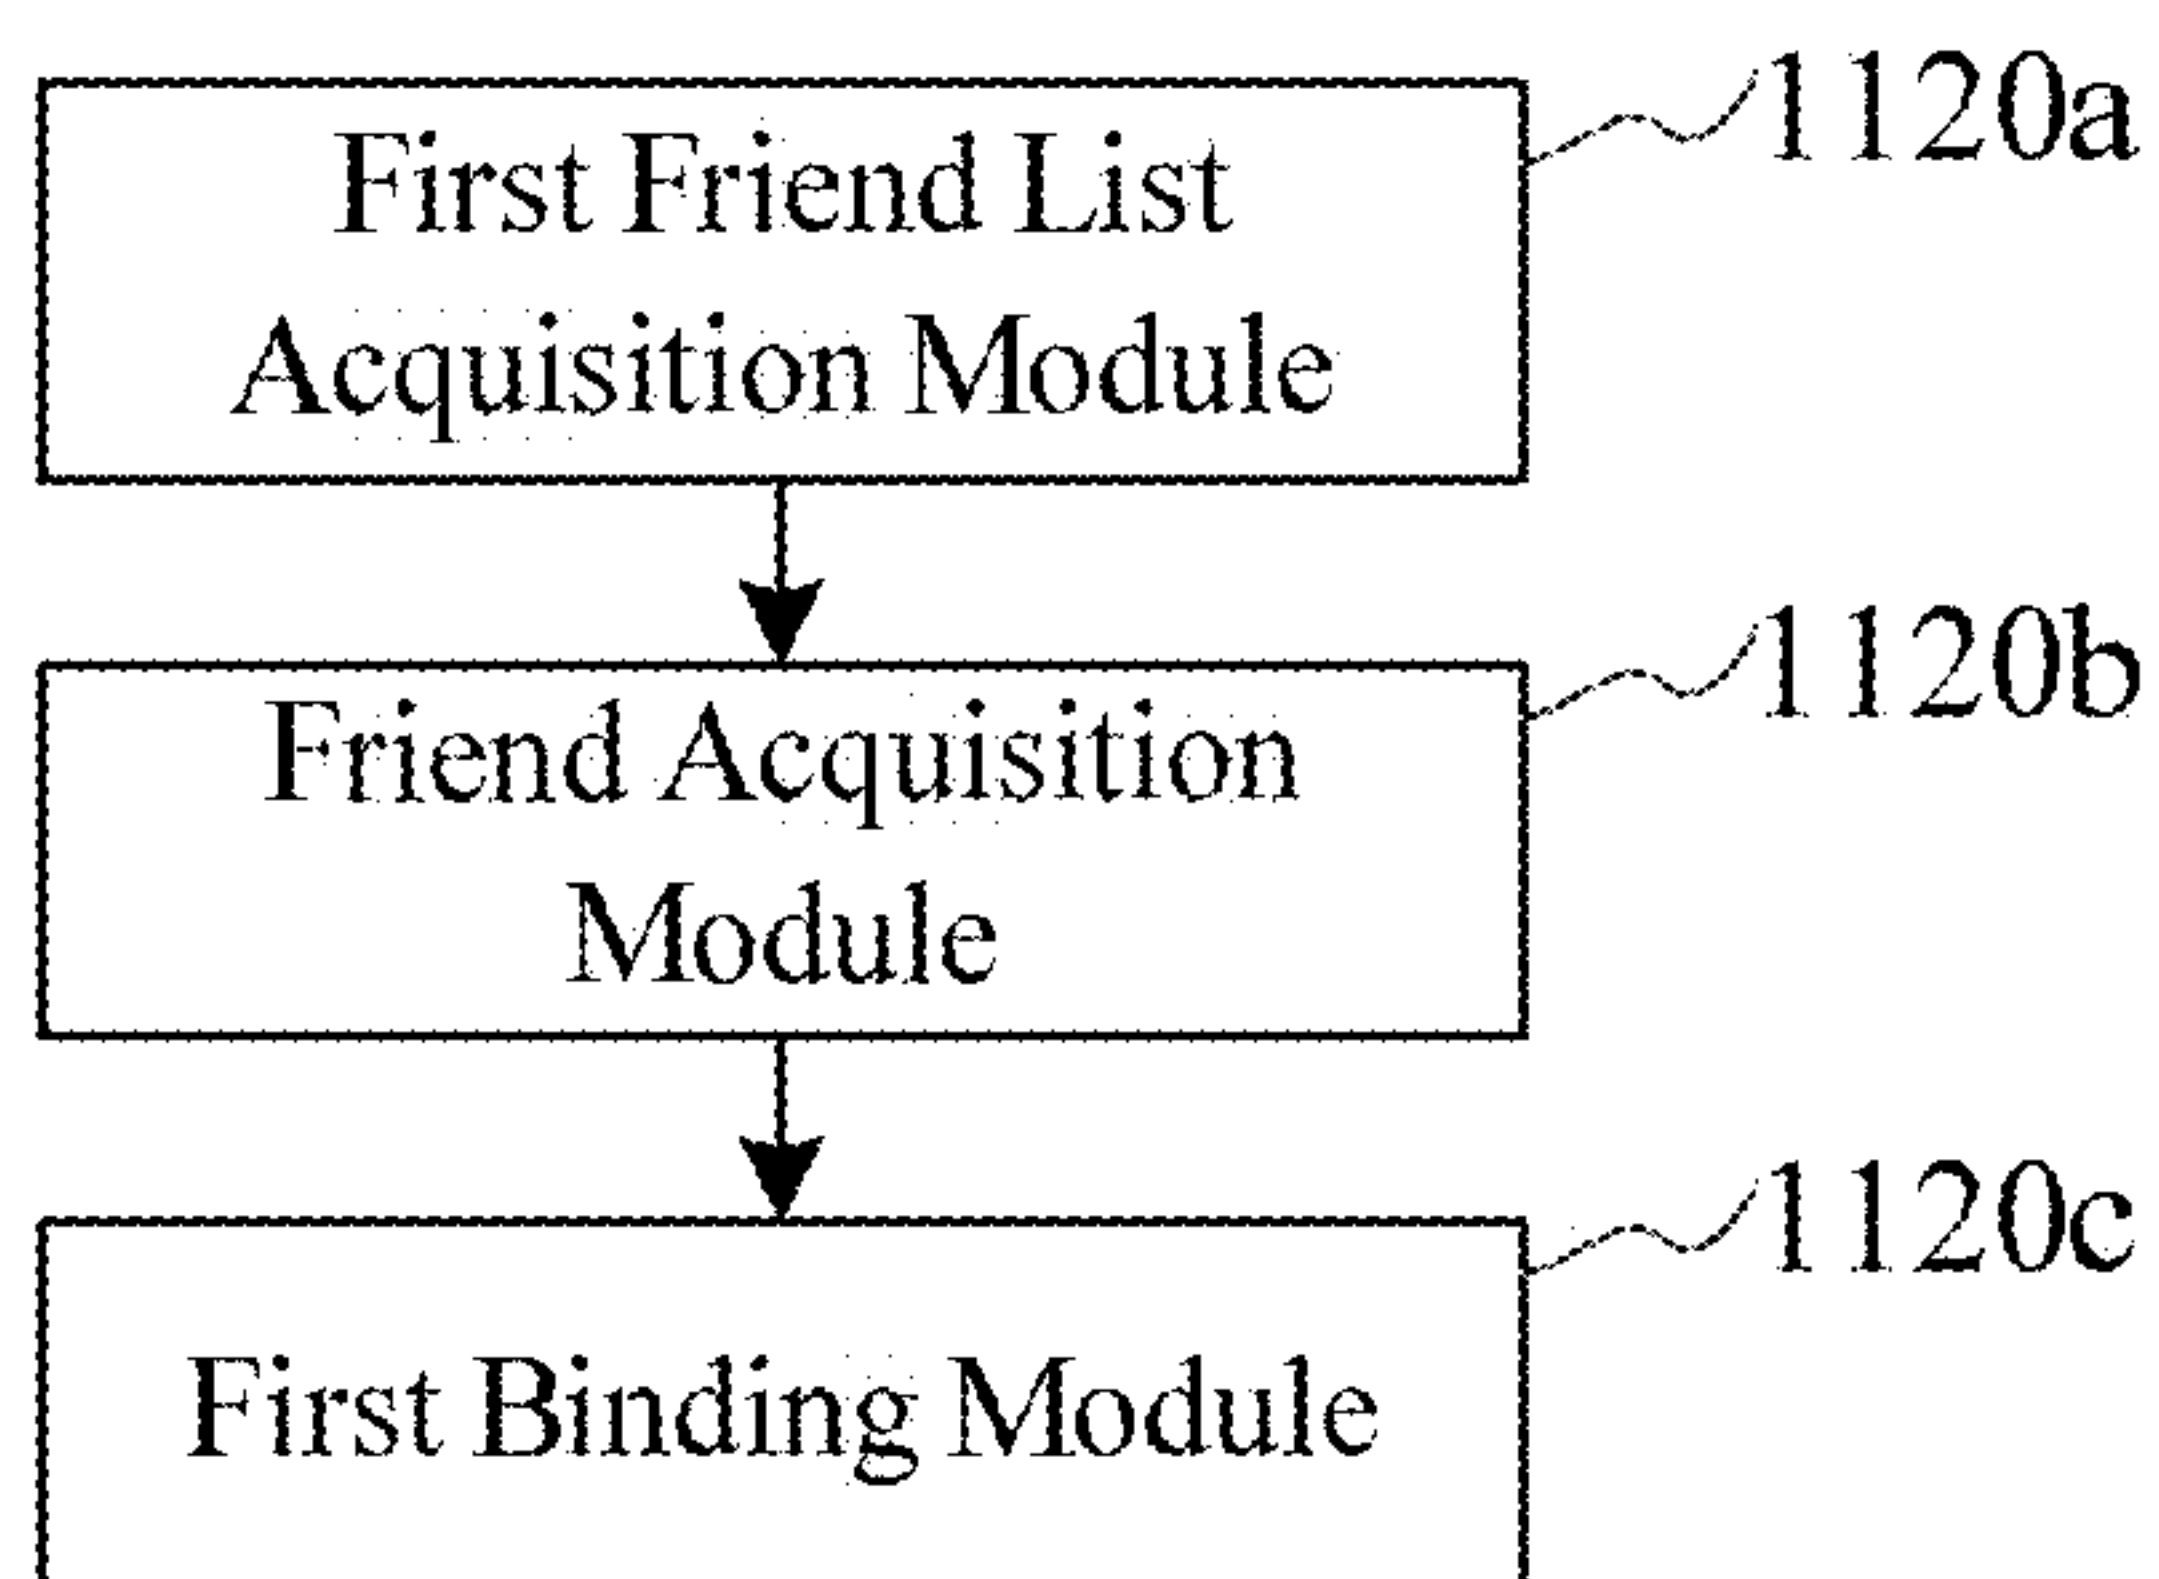 1120a
First Friend List
Acquisition Module
1120b
Friend Acquisition
Module
1120c
First Binding Module